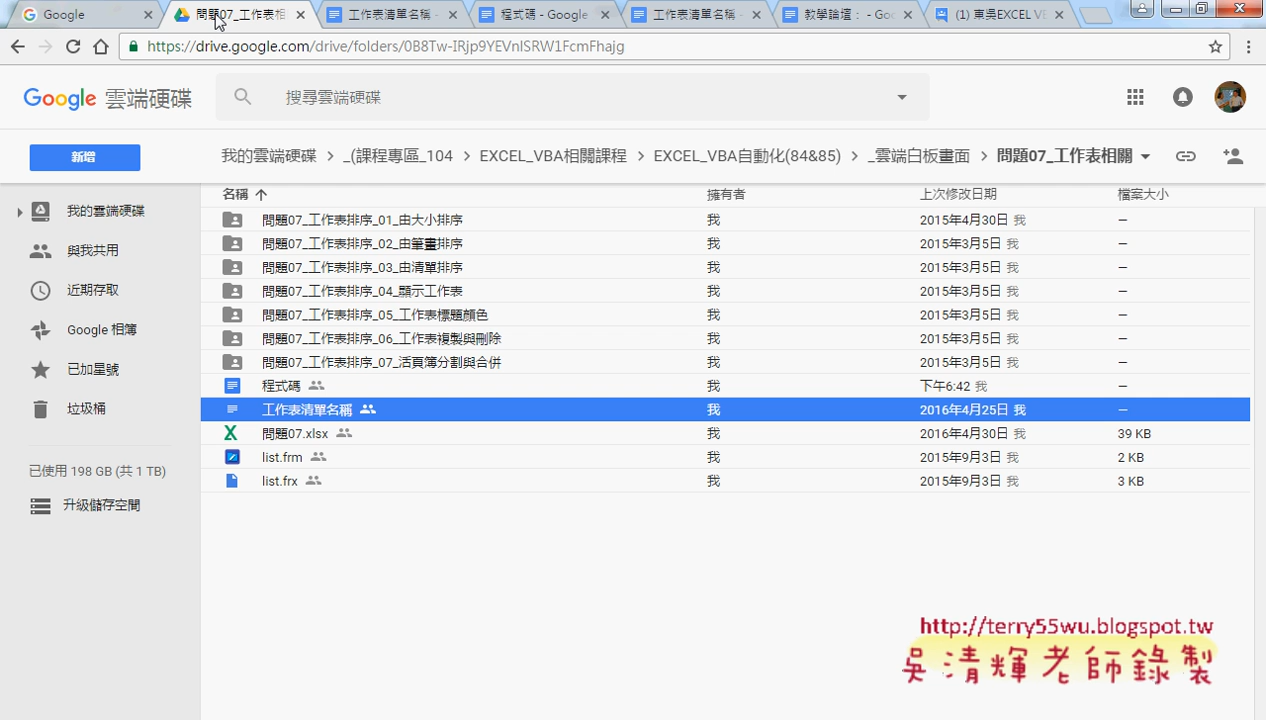 Google
問題07_工作表相
工作表清單名稱 -
程式碼 - Google
工作表清單名稱 -
教學論壇： - Go
(1) 東吳EXCEL VE
https://drive.google.com/drive/folders/0B8Tw-IRjp9YEVnlSRW1FcmFhajg
Google 雲端硬碟
搜尋雲端硬碟
新增
我的雲端硬碟 > _(課程專區_104 > EXCEL_VBA相關課程 > EXCEL_VBA自動化(84&85) > _雲端白板畫面 > 問題07_工作表相關
名稱 擁有者 上次修改日期 檔案大小
我的雲端硬碟
與我共用
近期存取
Google 相簿
已加星號
垃圾桶
已使用 198 GB (共 1 TB)
升級儲存空間
問題07_工作表排序_01_由大小排序 我 2015年4月30日 我 –
問題07_工作表排序_02_由筆畫排序 我 2015年3月5日 我 –
問題07_工作表排序_03_由清單排序 我 2015年3月5日 我 –
問題07_工作表排序_04_顯示工作表 我 2015年3月5日 我 –
問題07_工作表排序_05_工作表標題顏色 我 2015年3月5日 我 –
問題07_工作表排序_06_工作表複製與刪除 我 2015年3月5日 我 –
問題07_工作表排序_07_活頁簿分割與合併 我 2015年3月5日 我 –
程式碼 我 下午6:42 我 –
工作表清單名稱 我 2016年4月25日 我 –
問題07.xlsx 我 2016年4月30日 我 39 KB
list.frm 我 2015年9月3日 我 2 KB
list.frx 我 2015年9月3日 我 3 KB
http://terry55wu.blogspot.tw
吳清輝老師錄製